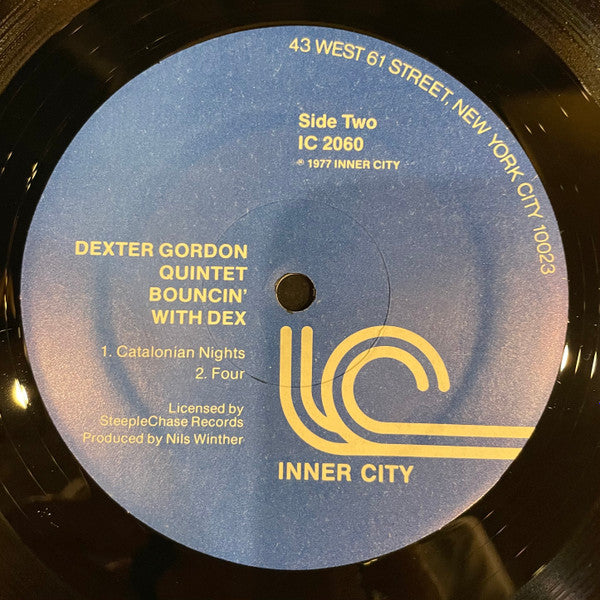 43 WEST 61 STREET, NEW YORK CITY 10023
Side Two
IC 2060
℗ 1977 INNER CITY
DEXTER GORDON
QUINTET
BOUNCIN'
WITH DEX
1. Catalonian Nights
2. Four
Licensed by
SteepleChase Records
Produced by Nils Winther
IC
INNER CITY